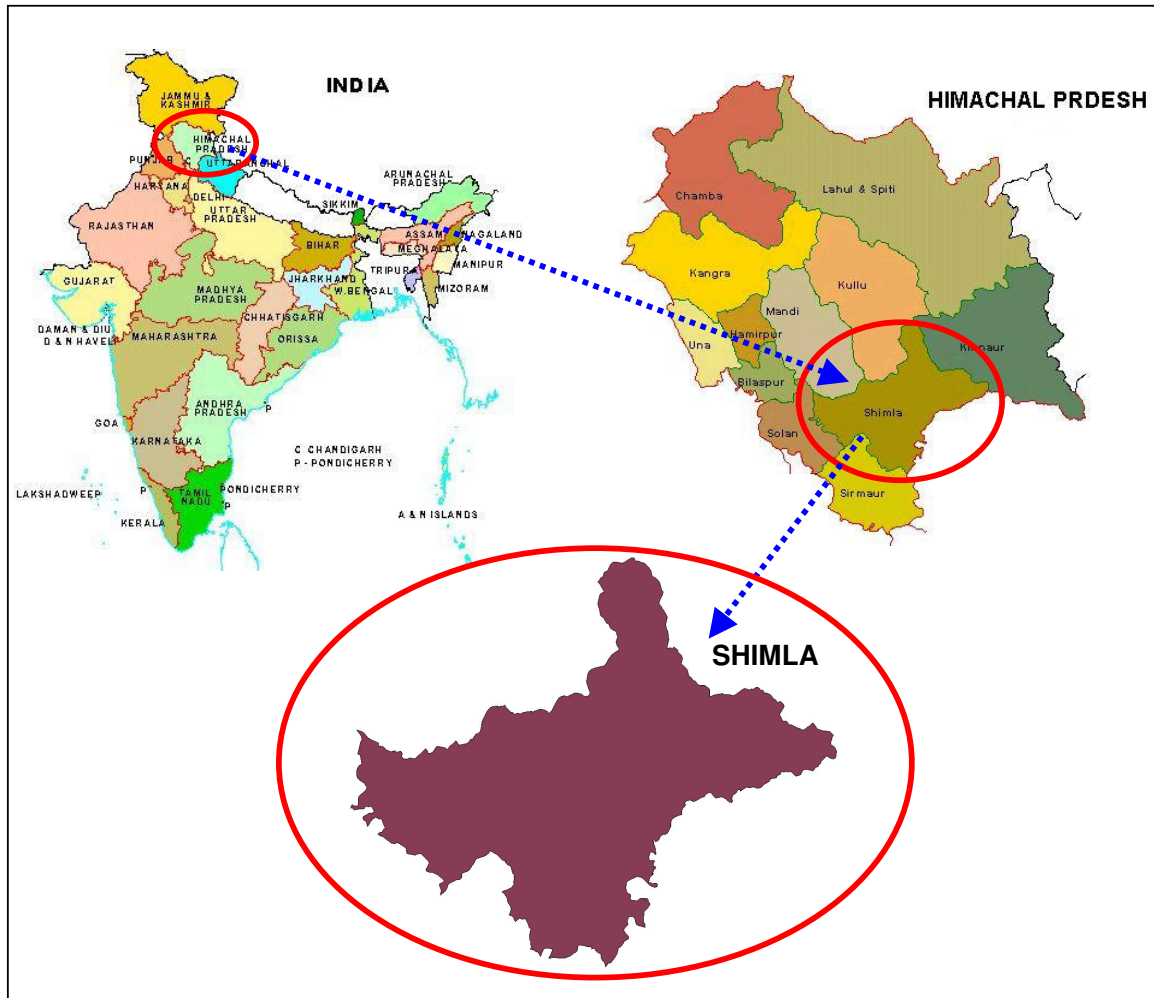 INDIA
JAMMU &
KASHMIR
HIMACHAL
PRADESH
PUNJAB
C
UTTARANCHAL
HARYANA
DELHI
UTTAR
PRADESH
RAJASTHAN
SIKKIM
ARUNACHAL
PRADESH
ASSAM
NAGALAND
MEGHALAYA
MANIPUR
TRIPURA
MIZORAM
BIHAR
JHARKHAND
W.BENGAL
GUJARAT
MADHYA
PRADESH
CHHATISGARH
ORISSA
DAMAN & DIU
D & N HAVELI
MAHARASHTRA
ANDHRA
PRADESH
P
GOA
KARNATAKA
C CHANDIGARH
P - PONDICHERRY
LAKSHADWEEP
P
TAMIL
NADU
PONDICHERRY
P
KERALA
A & N ISLANDS
HIMACHAL PRDESH
Chamba
Lahul & Spiti
Kangra
Kullu
Mandi
Hamirpur
Una
Kinnaur
Bilaspur
Shimla
Solan
Sirmaur
SHIMLA